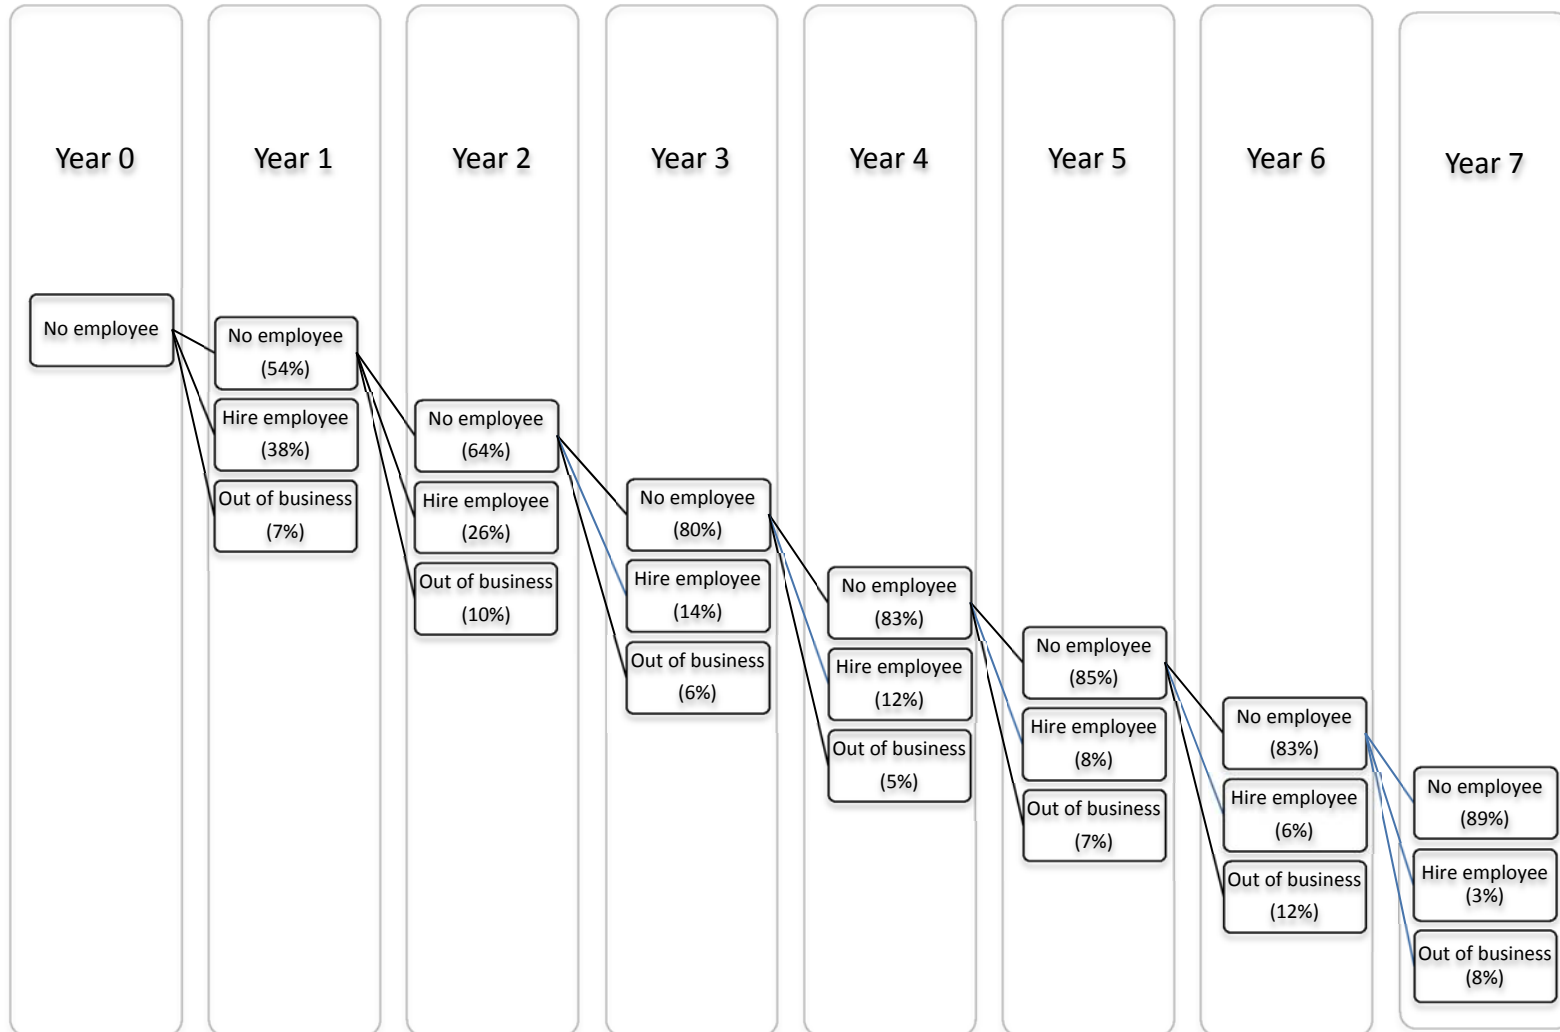 Year 0
Year 1
Year 2
Year 3
Year 4
Year 5
Year 6
Year 7
No employee
No employee
(54%)
Hire employee
(38%)
Out of business
(7%)
No employee
(64%)
Hire employee
(26%)
Out of business
(10%)
No employee
(80%)
Hire employee
(14%)
Out of business
(6%)
No employee
(83%)
Hire employee
(12%)
Out of business
(5%)
No employee
(85%)
Hire employee
(8%)
Out of business
(7%)
No employee
(83%)
Hire employee
(6%)
Out of business
(12%)
No employee
(89%)
Hire employee
(3%)
Out of business
(8%)